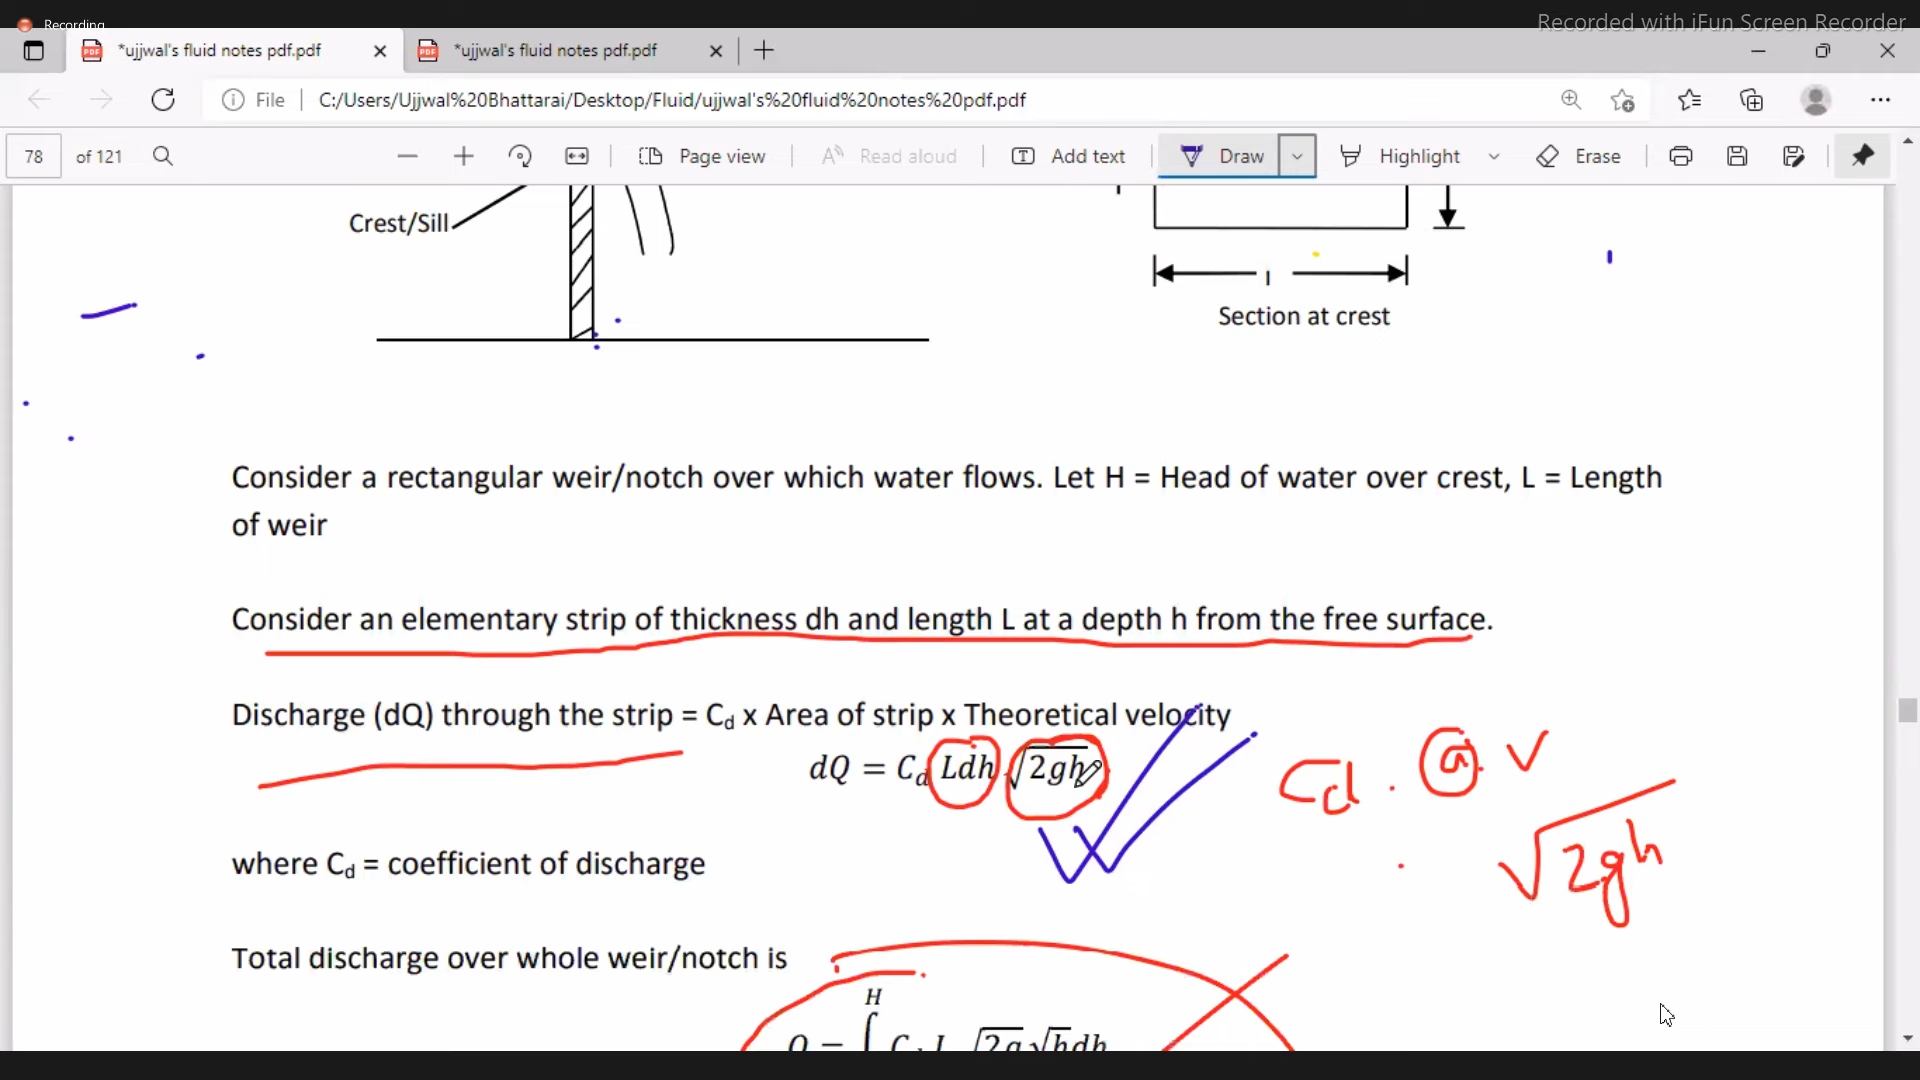 Recording
Recorded with iFun Screen Recorder
*ujjwal's fluid notes pdf.pdf
*ujjwal's fluid notes pdf.pdf
File
C:/Users/Ujjwal%20Bhattarai/Desktop/Fluid/ujjwal's%20fluid%20notes%20pdf.pdf
78 of 121
Page view
Read aloud
Add text
Draw
Highlight
Erase
Crest/Sill
Section at crest
Consider a rectangular weir/notch over which water flows. Let H = Head of water over crest, L = Length
of weir
Consider an elementary strip of thickness dh and length L at a depth h from the free surface.
Discharge (dQ) through the strip = Cd x Area of strip x Theoretical velocity
dQ = Cd Ldh √2gh
Cd . a . v
√2gh
where Cd = coefficient of discharge
Total discharge over whole weir/notch is
H
Q = ∫ Cd L √2g√h dh